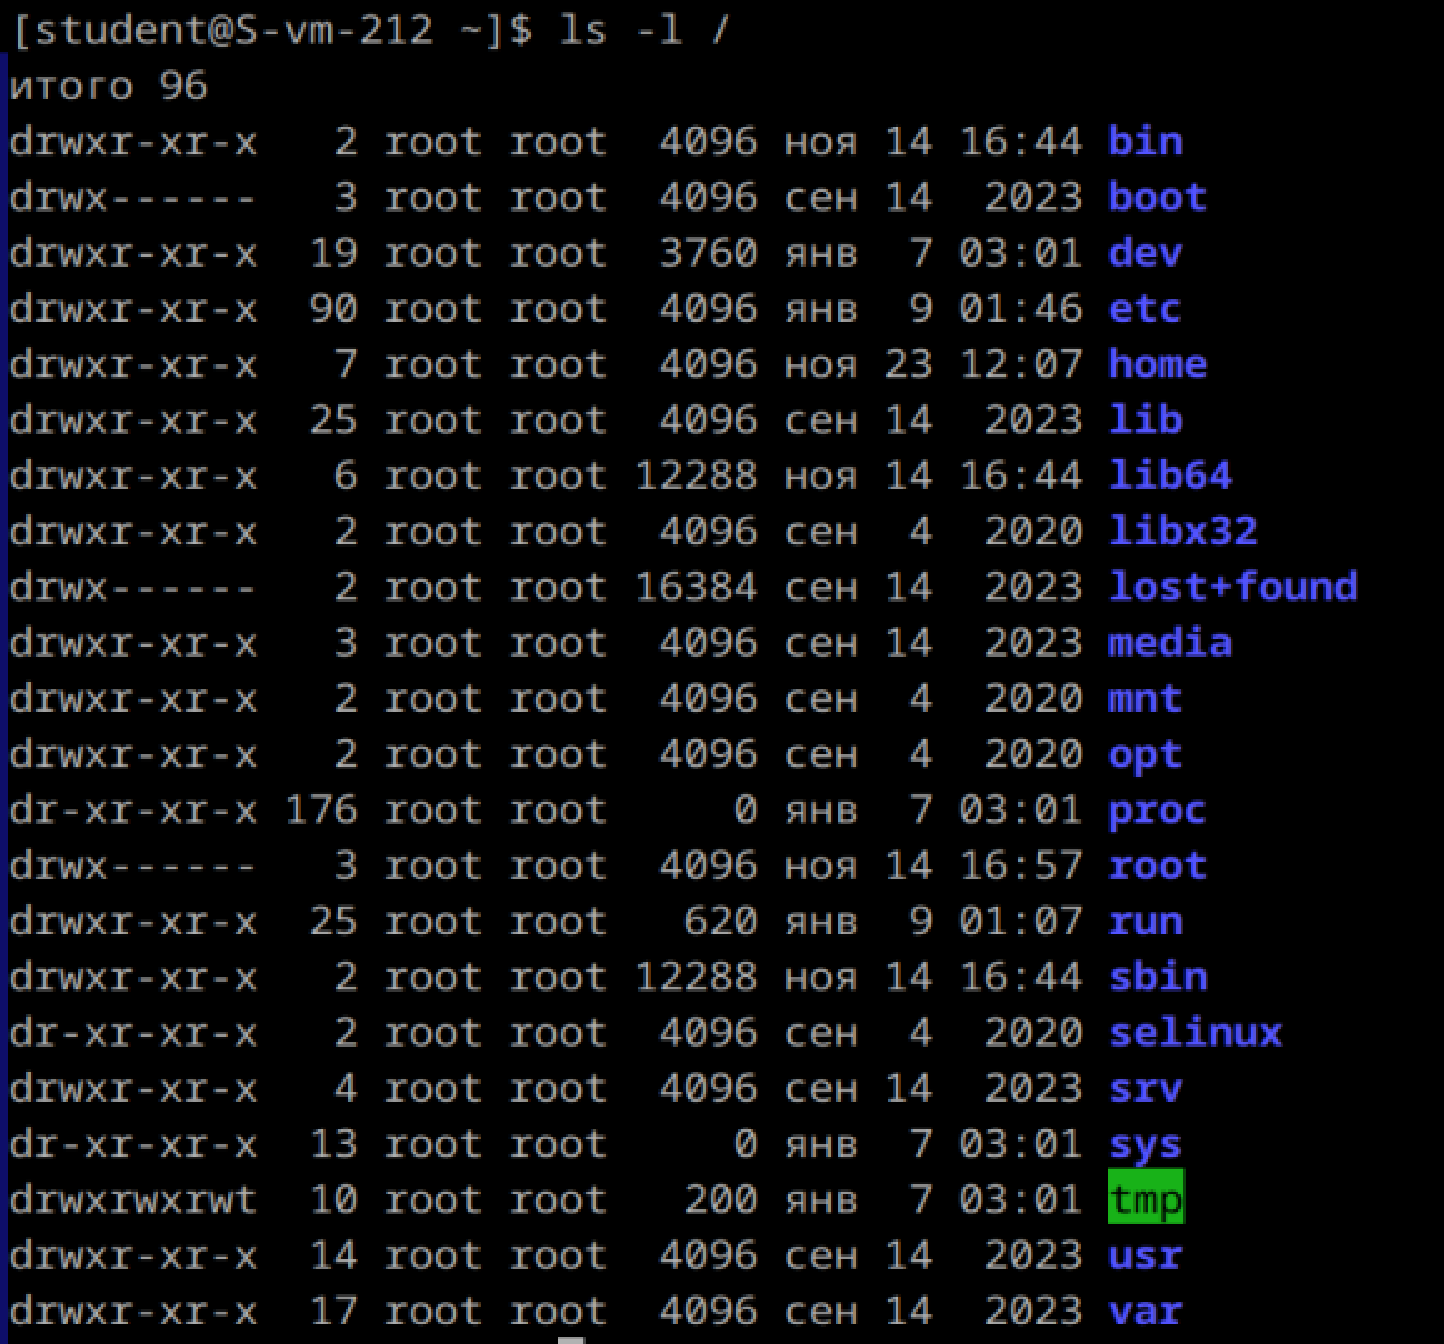 [student@S-vm-212 ~]$ ls -l /
итого 96
drwxr-xr-x   2 root root  4096 ноя 14 16:44 bin
drwx------   3 root root  4096 сен 14  2023 boot
drwxr-xr-x  19 root root  3760 янв  7 03:01 dev
drwxr-xr-x  90 root root  4096 янв  9 01:46 etc
drwxr-xr-x   7 root root  4096 ноя 23 12:07 home
drwxr-xr-x  25 root root  4096 сен 14  2023 lib
drwxr-xr-x   6 root root 12288 ноя 14 16:44 lib64
drwxr-xr-x   2 root root  4096 сен  4  2020 libx32
drwx------   2 root root 16384 сен 14  2023 lost+found
drwxr-xr-x   3 root root  4096 сен 14  2023 media
drwxr-xr-x   2 root root  4096 сен  4  2020 mnt
drwxr-xr-x   2 root root  4096 сен  4  2020 opt
dr-xr-xr-x 176 root root     0 янв  7 03:01 proc
drwx------   3 root root  4096 ноя 14 16:57 root
drwxr-xr-x  25 root root   620 янв  9 01:07 run
drwxr-xr-x   2 root root 12288 ноя 14 16:44 sbin
dr-xr-xr-x   2 root root  4096 сен  4  2020 selinux
drwxr-xr-x   4 root root  4096 сен 14  2023 srv
dr-xr-xr-x  13 root root     0 янв  7 03:01 sys
drwxrwxrwt  10 root root   200 янв  7 03:01 tmp
drwxr-xr-x  14 root root  4096 сен 14  2023 usr
drwxr-xr-x  17 root root  4096 сен 14  2023 var